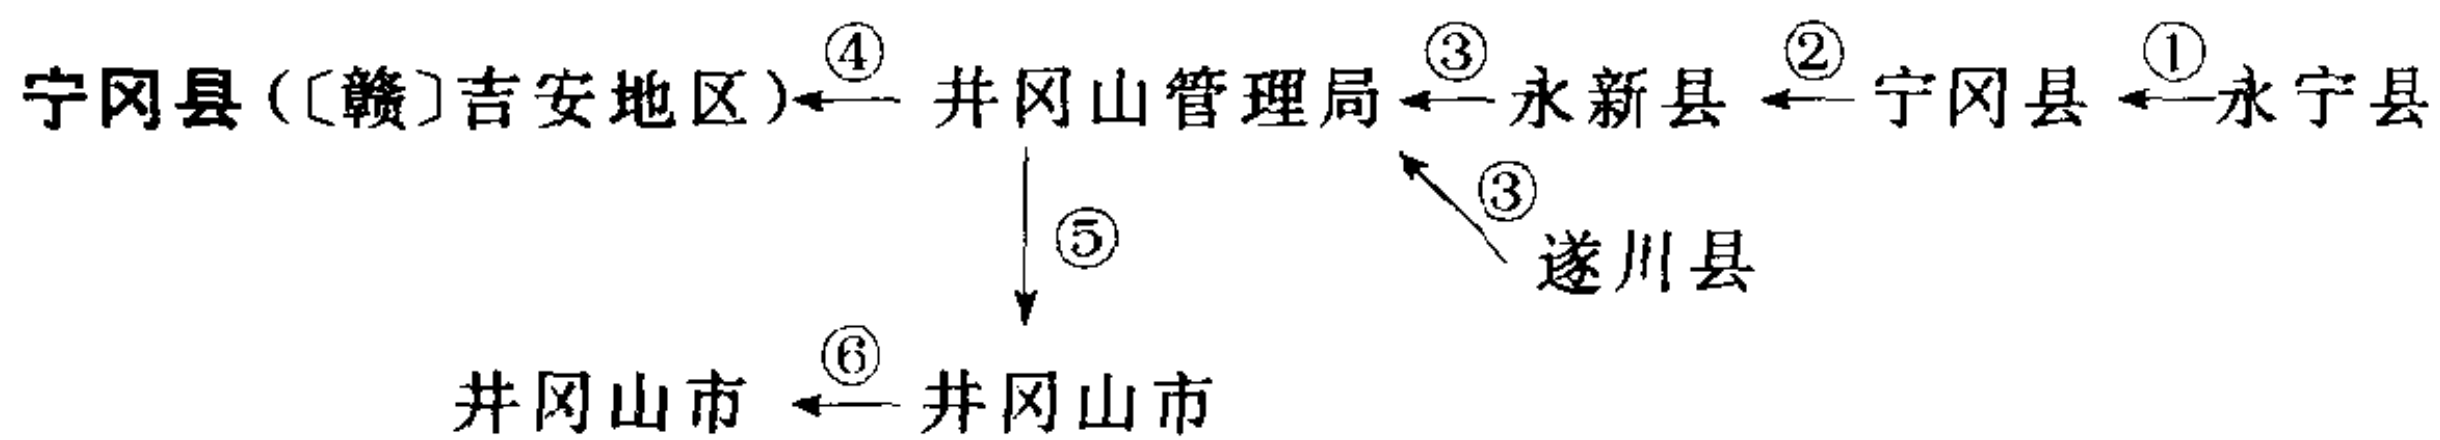 宁冈县(〔赣〕吉安地区) ④ 井冈山管理局 ③ 永新县 ② 宁冈县 ① 永宁县
⑤ ③ 遂川县
井冈山市 ⑥ 井冈山市